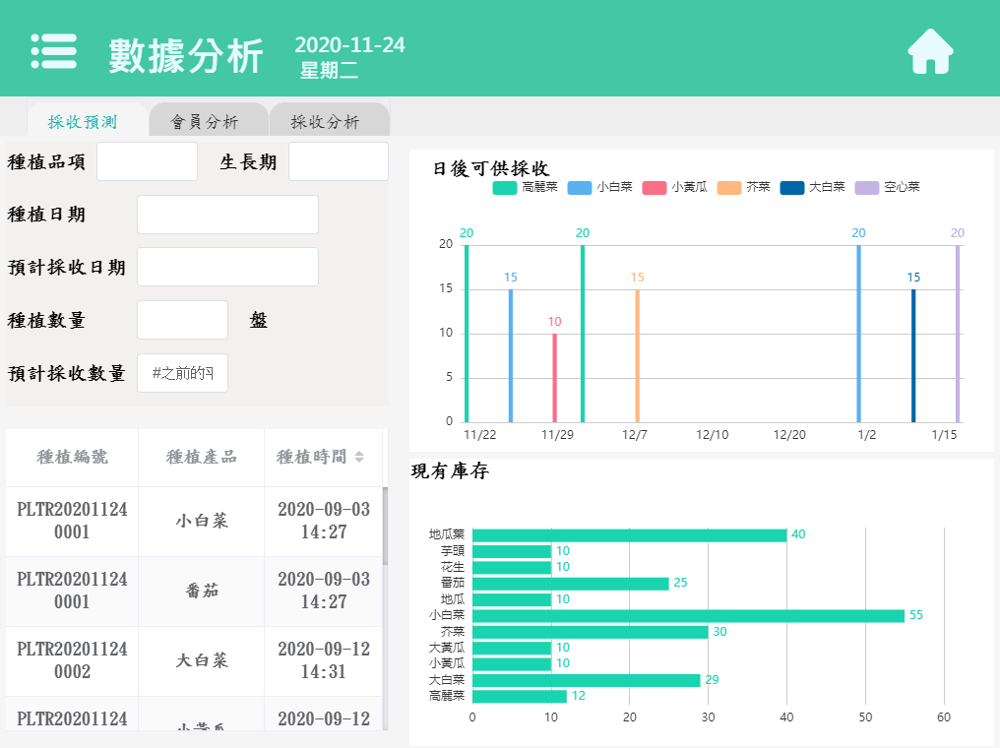 數據分析
2020-11-24
星期二
採收預測 會員分析 採收分析
種植品項 生長期
種植日期
預計採收日期
種植數量 盤
預計採收數量 #之前的
種植編號 種植產品 種植時間
PLTR20201124
0001
小白菜
2020-09-03
14:27
PLTR20201124
0001
番茄
2020-09-03
14:27
PLTR20201124
0002
大白菜
2020-09-12
14:31
PLTR20201124
2020-09-12
日後可供採收
高麗菜 小白菜 小黃瓜 芥菜 大白菜 空心菜
20 20 20 20
20
15 15 15
15
10
10
5
0
11/22 11/29 12/7 12/10 12/20 1/2 1/15
現有庫存
地瓜葉 40
芋頭 10
花生 10
番茄 25
地瓜 10
小白菜 55
芥菜 30
大黃瓜 10
小黃瓜 10
大白菜 29
高麗菜 12
0 10 20 30 40 50 60